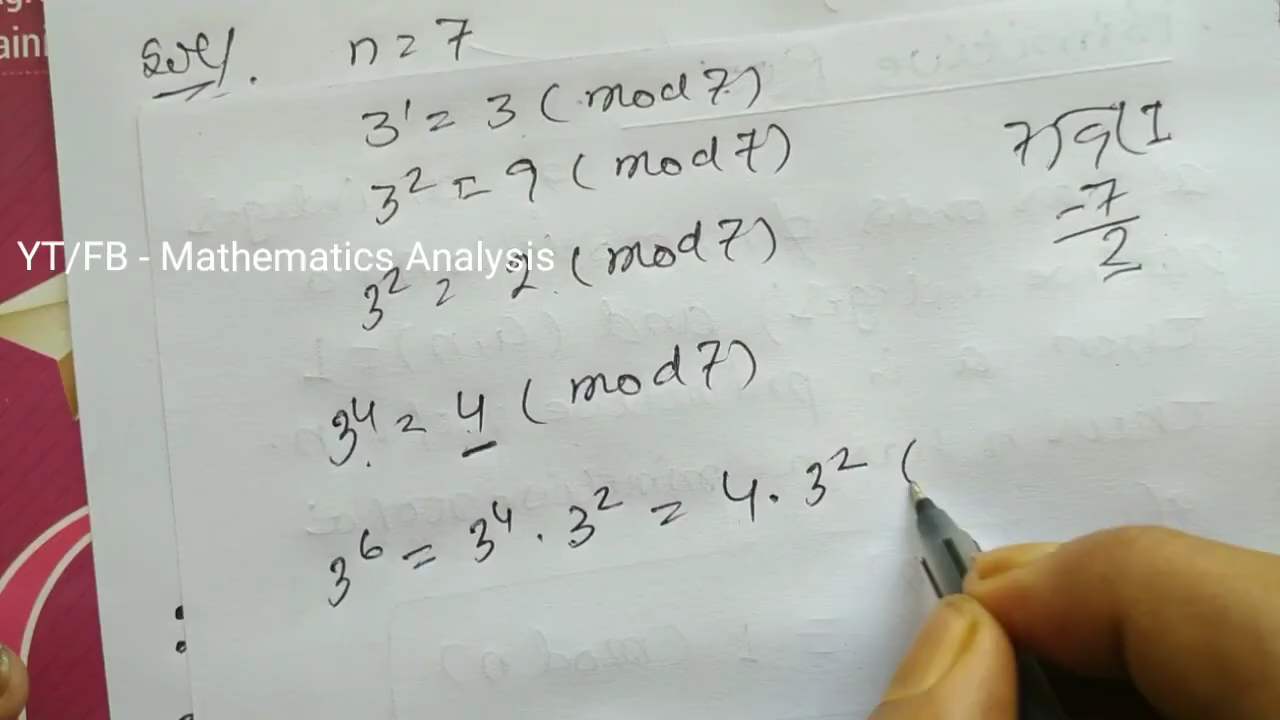 aini
Sol/. n = 7
3¹ = 3 (mod 7)
3² = 9 (mod 7)
7)9(1
-7
2
YT/FB - Mathematics Analysis
3² = 2 (mod 7)
3⁴ = 4 (mod 7)
3⁶ = 3⁴ . 3² = 4 . 3² (